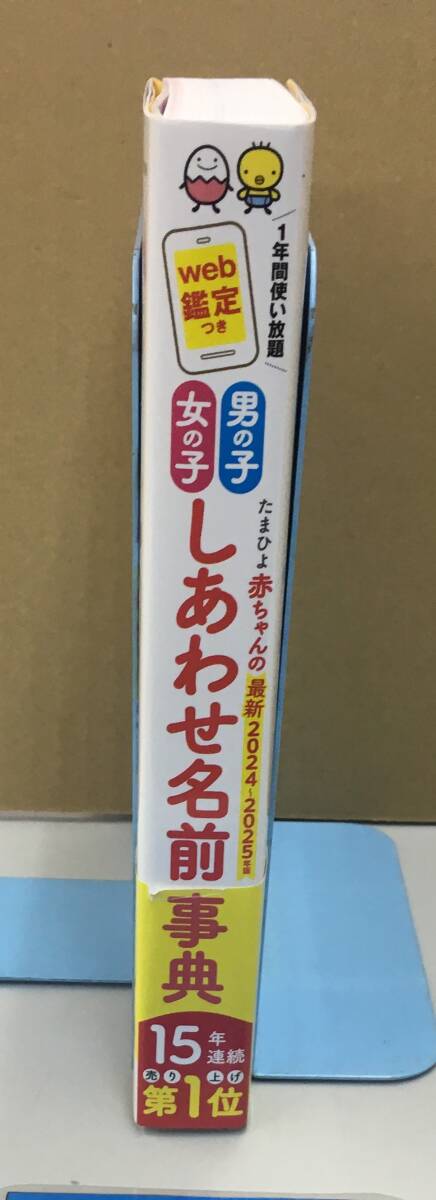 1年間使い放題
web
鑑定
つき
男の子
女の子
たまひよ 赤ちゃんの
最新2024~2025年版
しあわせ名前
事典
15年連続
売り上げ
第1位